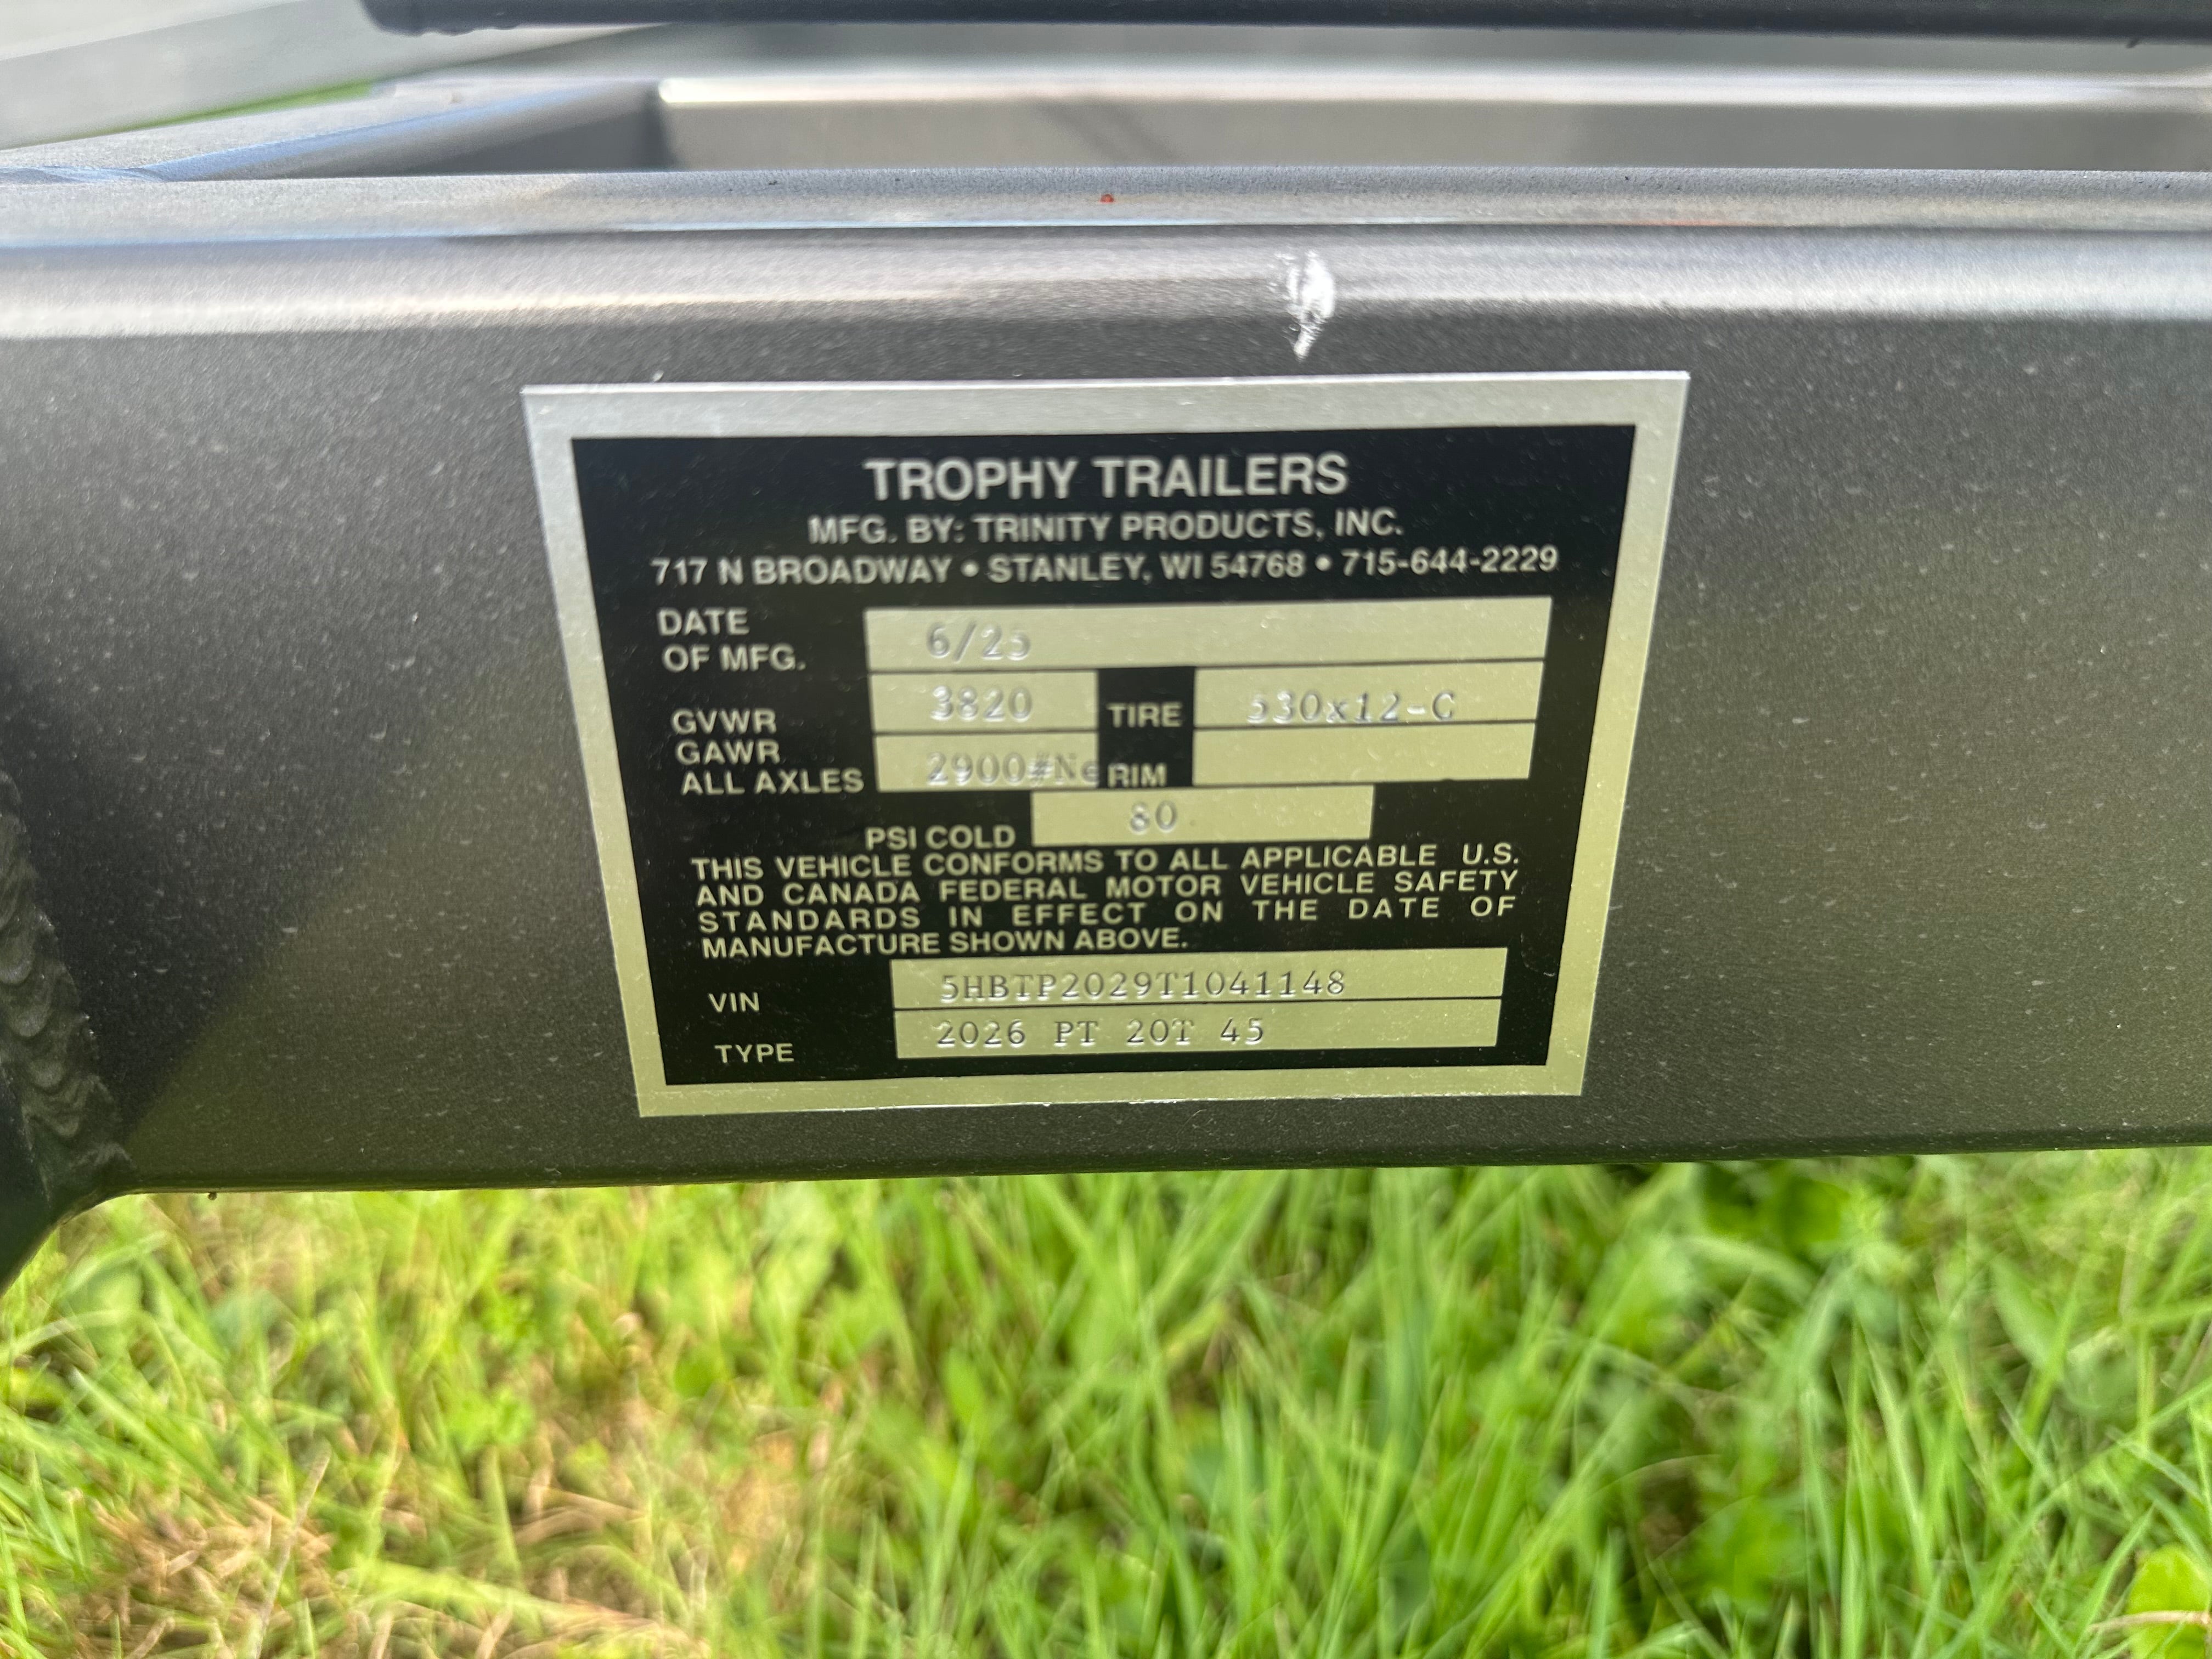 TROPHY TRAILERS
MFG. BY: TRINITY PRODUCTS, INC.
717 N BROADWAY • STANLEY, WI 54768 • 715-644-2229
DATE OF MFG. 6/25
GVWR 3820 TIRE 530x12-C
GAWR ALL AXLES 2900#Ne RIM
PSI COLD 80
THIS VEHICLE CONFORMS TO ALL APPLICABLE U.S.
AND CANADA FEDERAL MOTOR VEHICLE SAFETY
STANDARDS IN EFFECT ON THE DATE OF
MANUFACTURE SHOWN ABOVE.
VIN 5HBTP2029T1041148
TYPE 2026 PT 20T 45